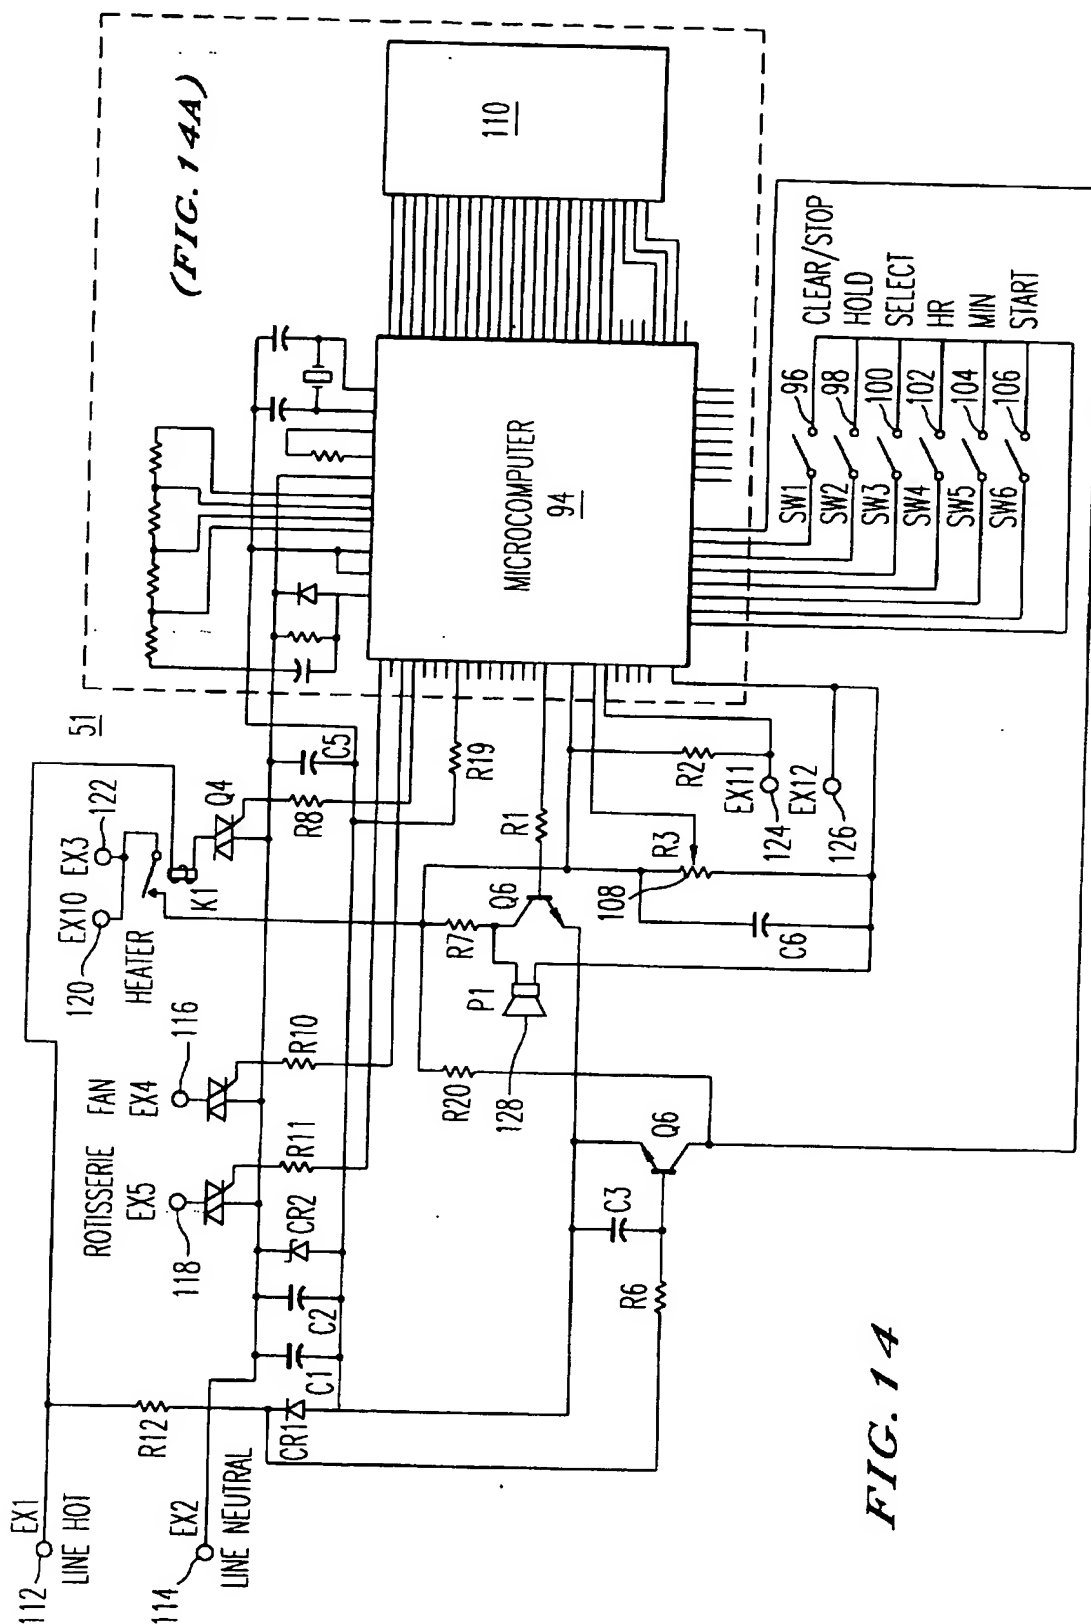 (FIG. 14A)
110
MICROCOMPUTER
94
51
112
EX1
LINE HOT
114
EX2
LINE NEUTRAL
R12
CR1
C1
C2
CR2
118
EX5
ROTISSERIE
R11
116
EX4
FAN
R10
120
EX10
EX3
122
HEATER
K1
Q4
R8
C5
R19
R7
Q6
R1
P1
128
R20
108
R3
C6
R2
EX11
124
EX12
126
R6
C3
Q6
SW1
96
CLEAR/STOP
SW2
98
HOLD
SW3
100
SELECT
SW4
102
HR
SW5
104
MIN
SW6
106
START
FIG. 14